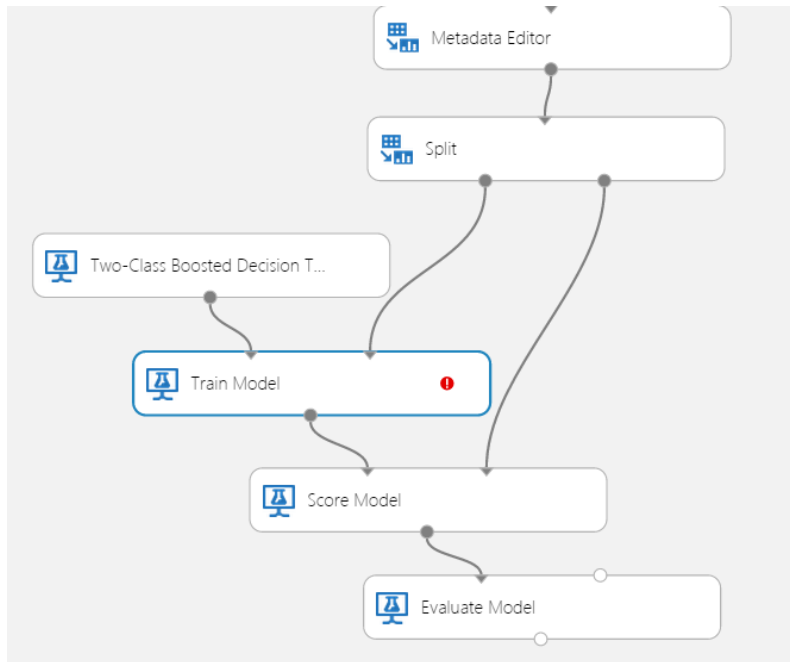 Metadata Editor
Split
Two-Class Boosted Decision T...
Train Model
Score Model
Evaluate Model